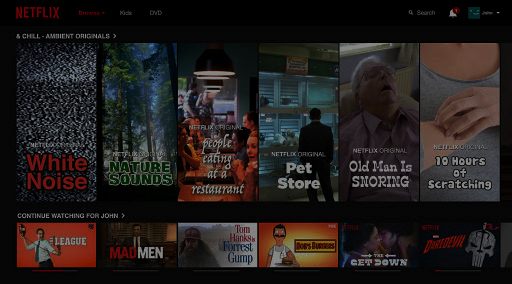 NETFLIX Browse Kids DVD Search John
& CHILL - AMBIENT ORIGINALS >
NETFLIX ORIGINAL
White
Noise
NETFLIX ORIGINAL
NATURE
SOUNDS
NETFLIX ORIGINAL
people
eating
at a
restaurant
NETFLIX ORIGINAL
Pet
Store
NETFLIX ORIGINAL
Old Man Is
SNORING
NETFLIX ORIGINAL
10 Hours
Of
Scratching
CONTINUE WATCHING FOR JOHN >
THE LEAGUE
MAD MEN
Tom
Hanks is
Forrest
Gump
BOB'S BURGERS
THE
GET DOWN
DAREDEVIL